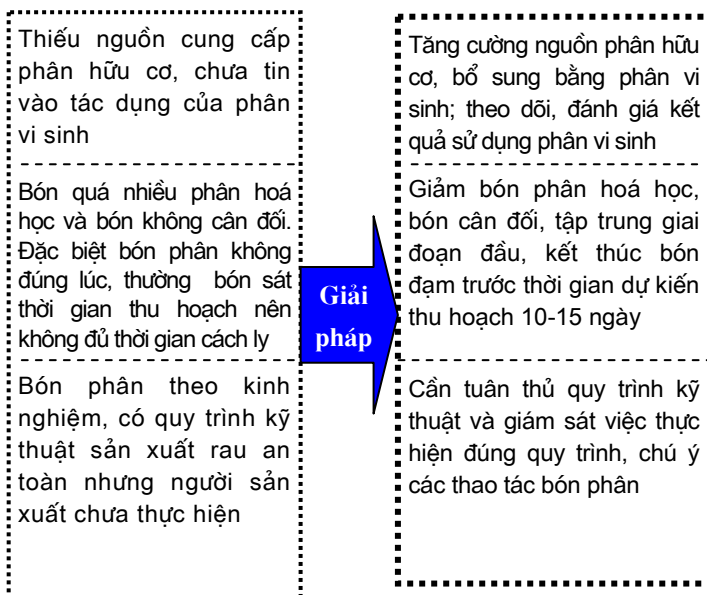 Thiếu nguồn cung cấp
phân hữu cơ, chưa tin
vào tác dụng của phân
vi sinh
Bón quá nhiều phân hoá
học và bón không cân đối.
Đặc biệt bón phân không
đúng lúc, thường bón sát
thời gian thu hoạch nên
không đủ thời gian cách ly
Bón phân theo kinh
nghiệm, có quy trình kỹ
thuật sản xuất rau an
toàn nhưng người sản
xuất chưa thực hiện
Giải
pháp
Tăng cường nguồn phân hữu
cơ, bổ sung bằng phân vi
sinh; theo dõi, đánh giá kết
quả sử dụng phân vi sinh
Giảm bón phân hoá học,
bón cân đối, tập trung giai
đoạn đầu, kết thúc bón
đạm trước thời gian dự kiến
thu hoạch 10-15 ngày
Cần tuân thủ quy trình kỹ
thuật và giám sát việc thực
hiện đúng quy trình, chú ý
các thao tác bón phân